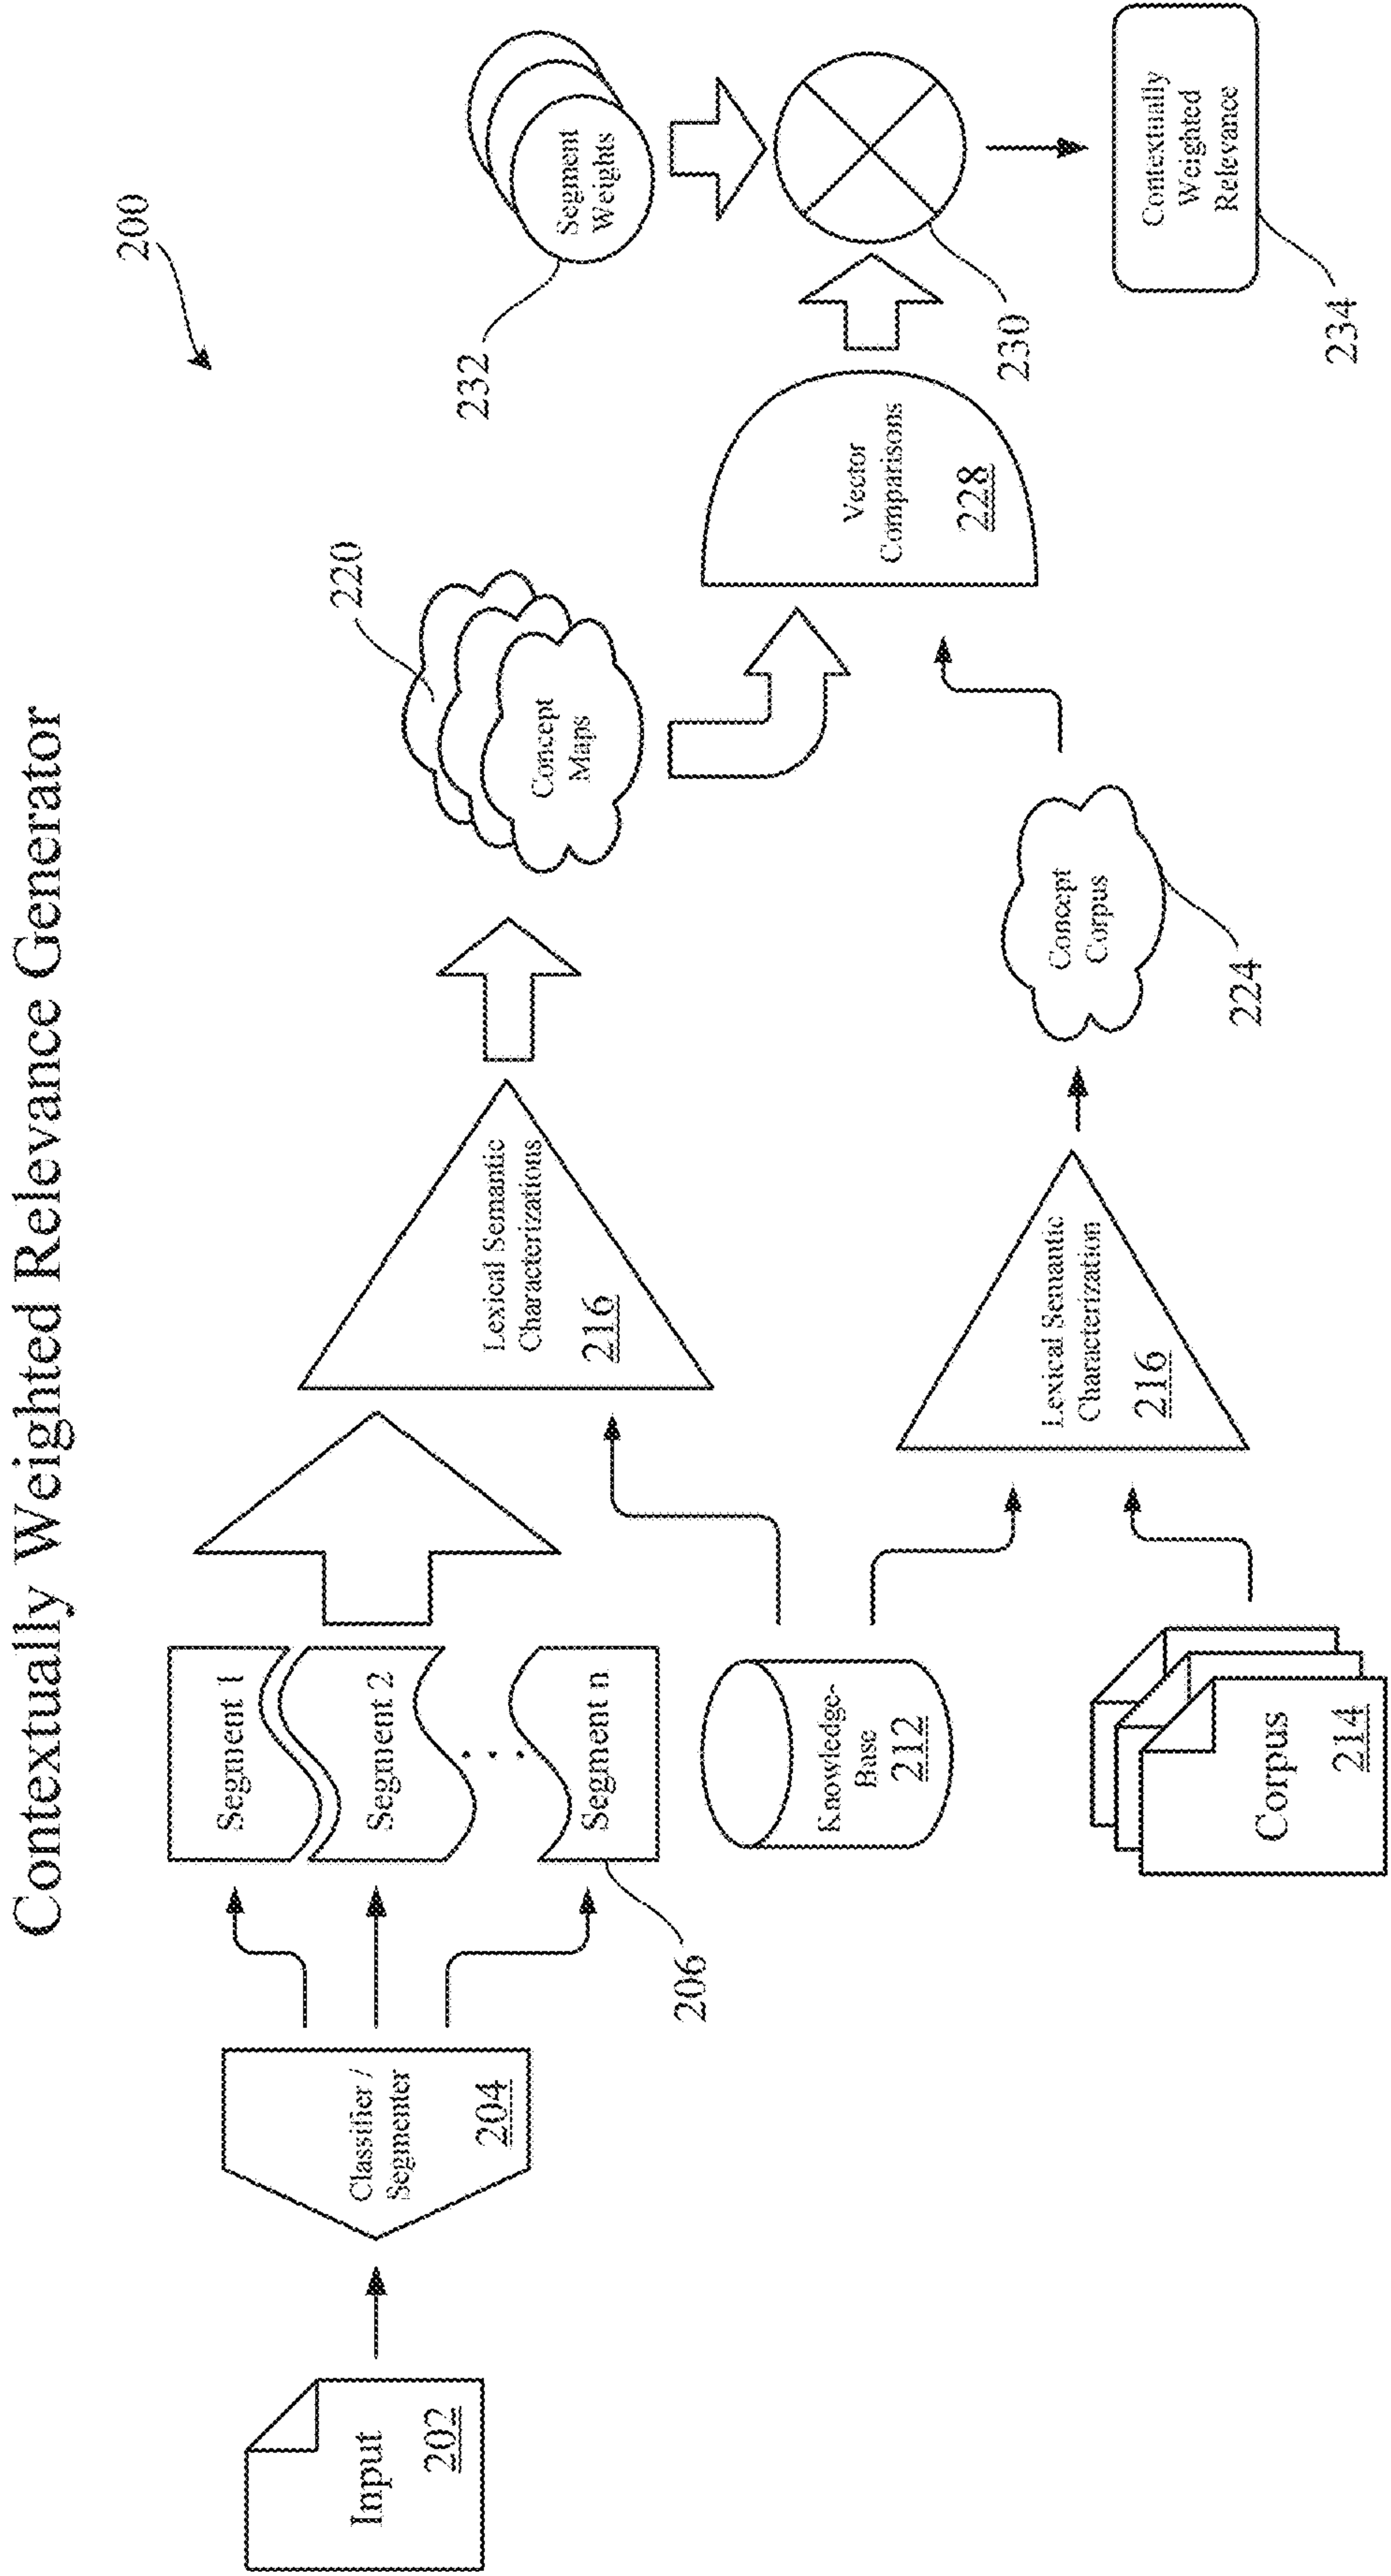 Contextually Weighted Relevance Generator
200
Input
202
Classifier /
Segmenter
204
Segment 1
Segment 2
. . . .
Segment n
206
Knowledge-
Base
212
Corpus
214
Lexical Semantic
Characterizations
216
Lexical Semantic
Characterization
216
Concept
Maps
220
Concept
Corpus
224
Vector
Comparisons
228
Segment
Weights
232
230
Contextually
Weighted
Relevance
234